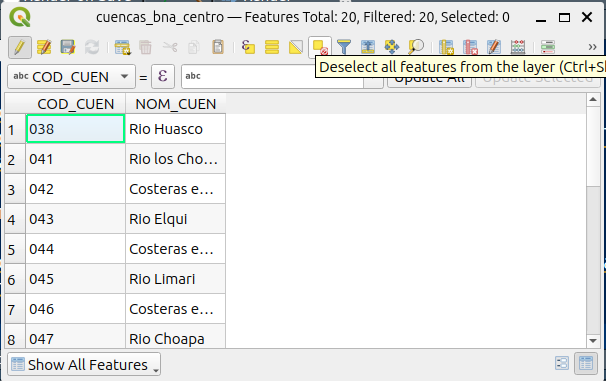 cuencas_bna_centro — Features Total: 20, Filtered: 20, Selected: 0
»
Deselect all features from the layer (Ctrl+S
abc COD_CUEN = ε abc Update All Update Selected
COD_CUEN NOM_CUEN
1 038 Rio Huasco
2 041 Rio los Cho...
3 042 Costeras e...
4 043 Rio Elqui
5 044 Costeras e...
6 045 Rio Limari
7 046 Costeras e...
8 047 Rio Choapa
Show All Features